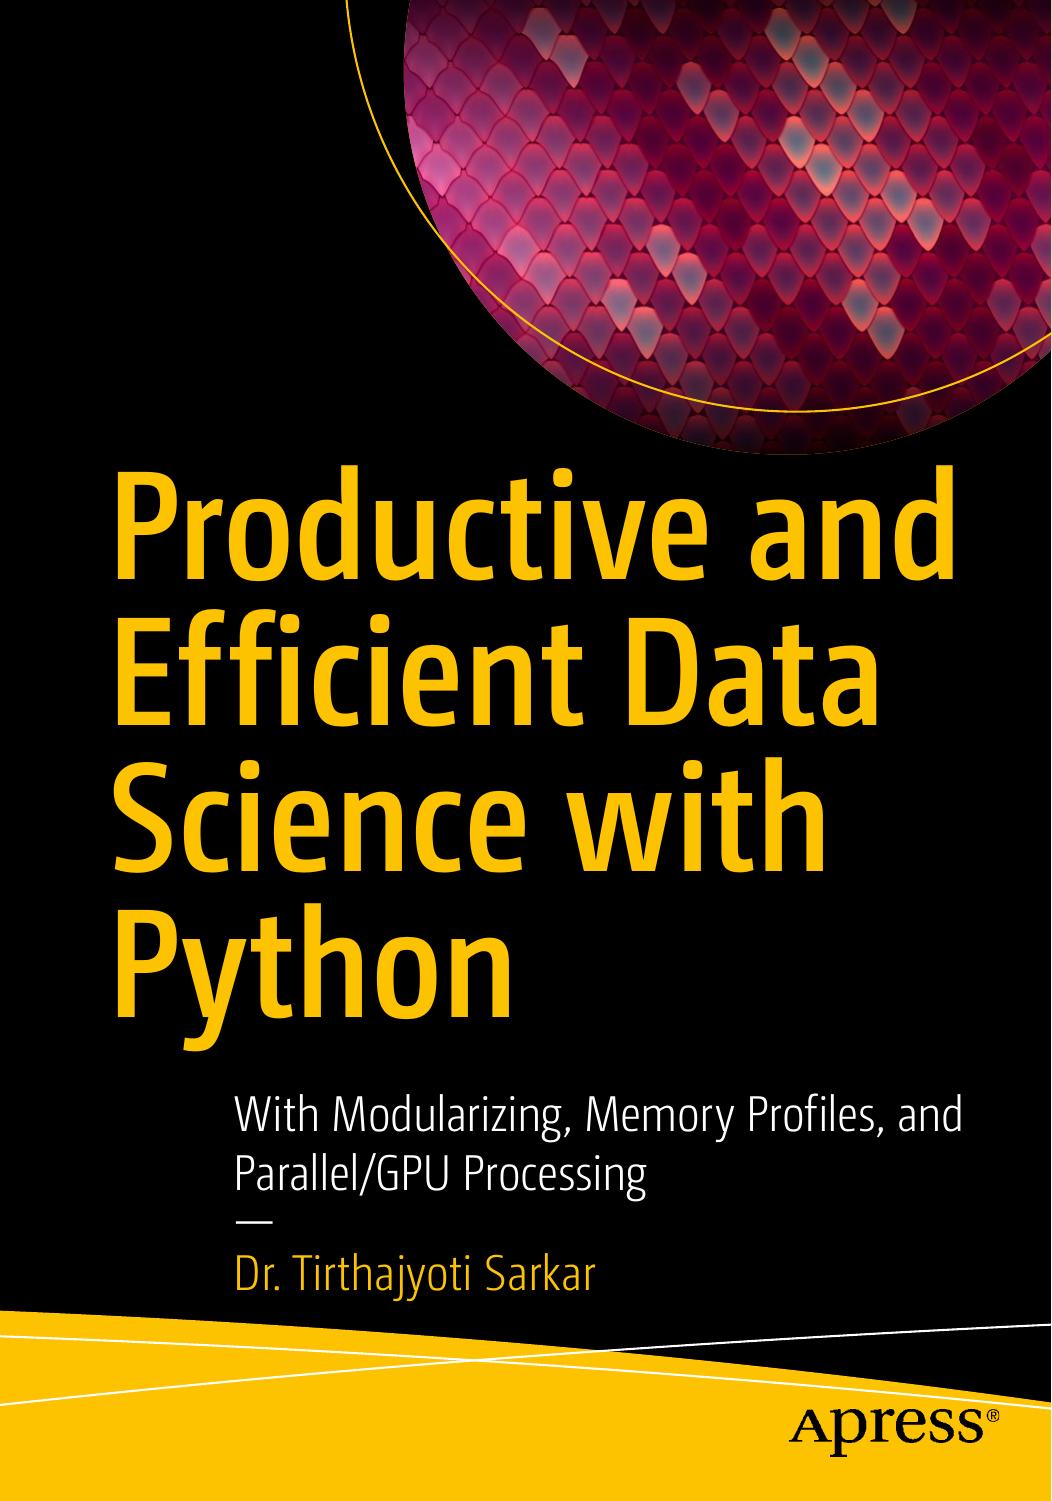 Productive and
Efficient Data
Science with
Python
With Modularizing, Memory Profiles, and
Parallel/GPU Processing
—
Dr. Tirthajyoti Sarkar
Apress®